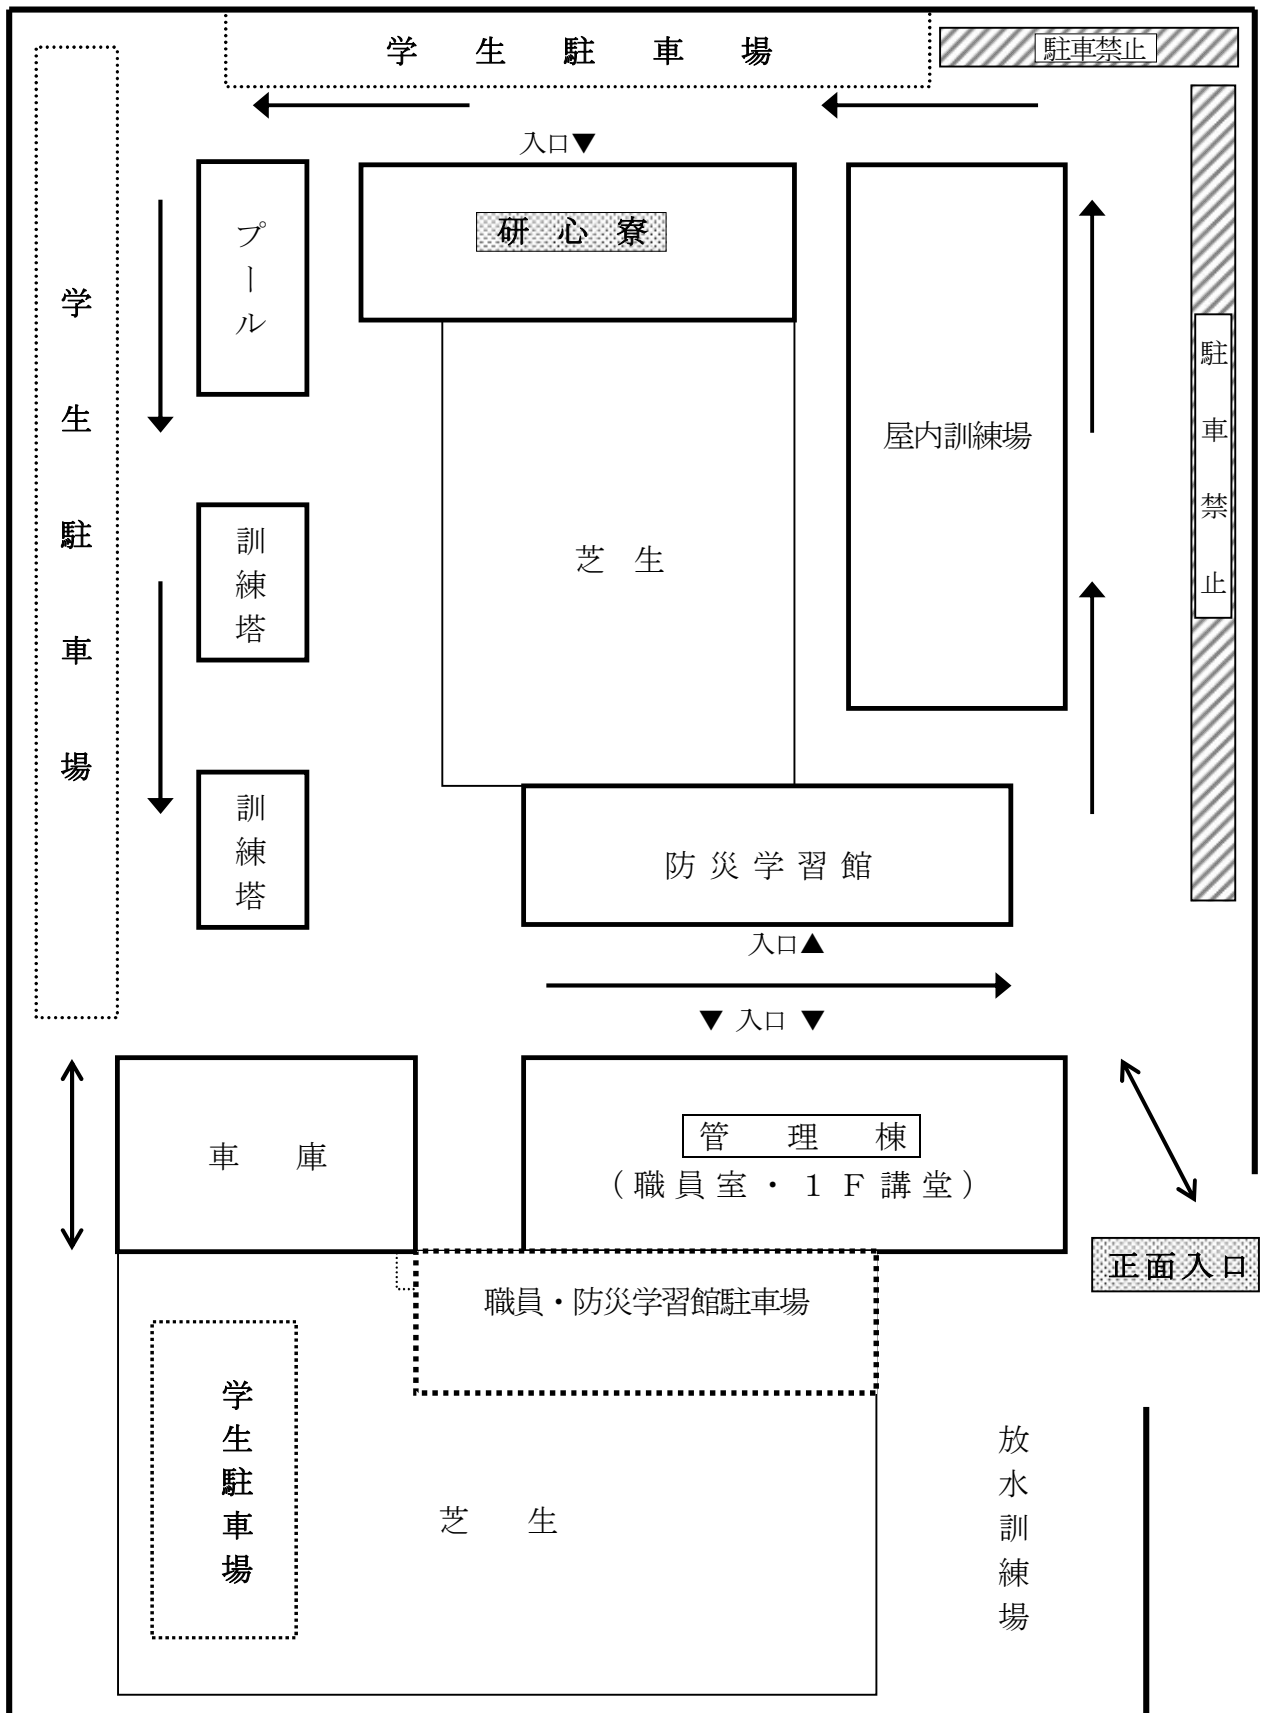 学生駐車場
駐車禁止
入口▼
研心寮
プール
学生駐車場
屋内訓練場
駐車禁止
訓練塔
芝生
訓練塔
防災学習館
入口▲
▼ 入口 ▼
車庫
管理棟
（職員室・１Ｆ講堂）
正面入口
職員・防災学習館駐車場
学生駐車場
芝生
放水訓練場